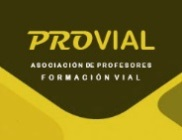 PROVIAL
ASOCIACIÓN DE PROFESORES
FORMACIÓN VIAL